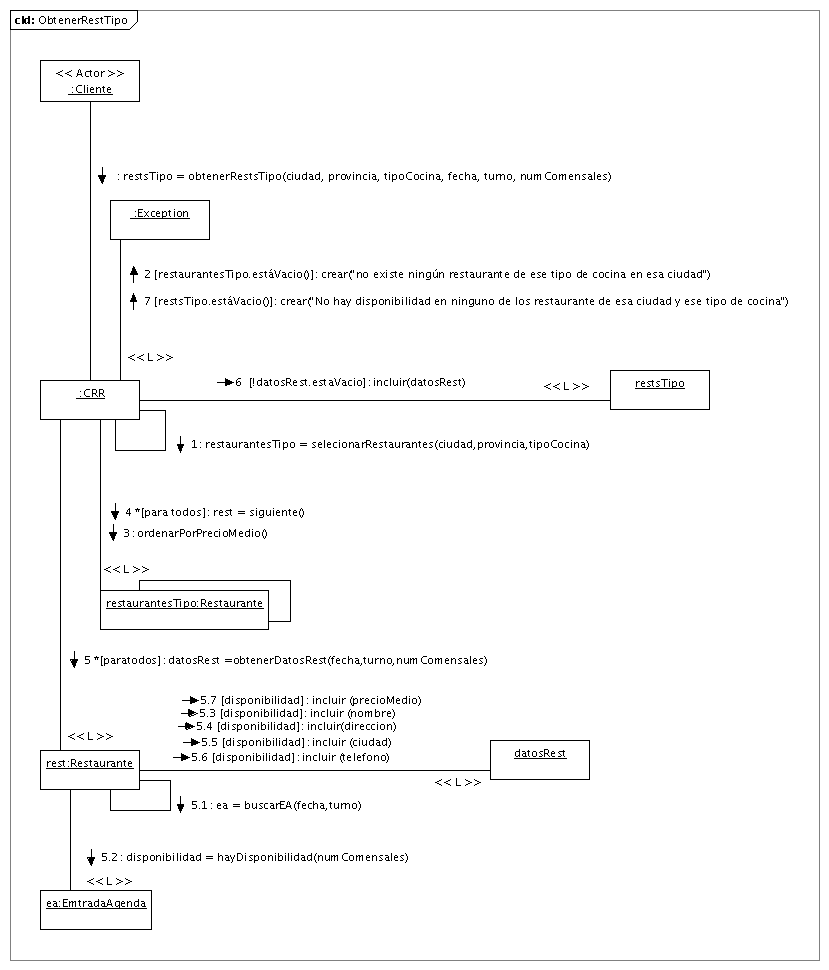 cld: ObtenerRestTipo
<< Actor >>
:Cliente
: restsTipo = obtenerRestsTipo(ciudad, provincia, tipoCocina, fecha, turno, numComensales)
:Exception
2 [restaurantesTipo.estáVacio()]: crear("no existe ningún restaurante de ese tipo de cocina en esa ciudad")
7 [restsTipo.estáVacio()]: crear("No hay disponibilidad en ninguno de los restaurante de esa ciudad y ese tipo de cocina")
<< L >>
6 [!datosRest.estaVacio]: incluir(datosRest)
<< L >>
restsTipo
:CRR
1: restaurantesTipo = selecionarRestaurantes(ciudad,provincia,tipoCocina)
4 *[para todos]: rest = siguiente()
3: ordenarPorPrecioMedio()
<< L >>
restaurantesTipo:Restaurante
5 *[paratodos]: datosRest =obtenerDatosRest(fecha,turno,numComensales)
5.7 [disponibilidad]: incluir (precioMedio)
5.3 [disponibilidad]: incluir (nombre)
5.4 [disponibilidad]: incluir(direccion)
<< L >>
5.5 [disponibilidad]: incluir (ciudad)
5.6 [disponibilidad]: incluir (telefono)
datosRest
rest:Restaurante
<< L >>
5.1: ea = buscarEA(fecha,turno)
5.2: disponibilidad = hayDisponibilidad(numComensales)
<< L >>
ea:EmtradaAgenda